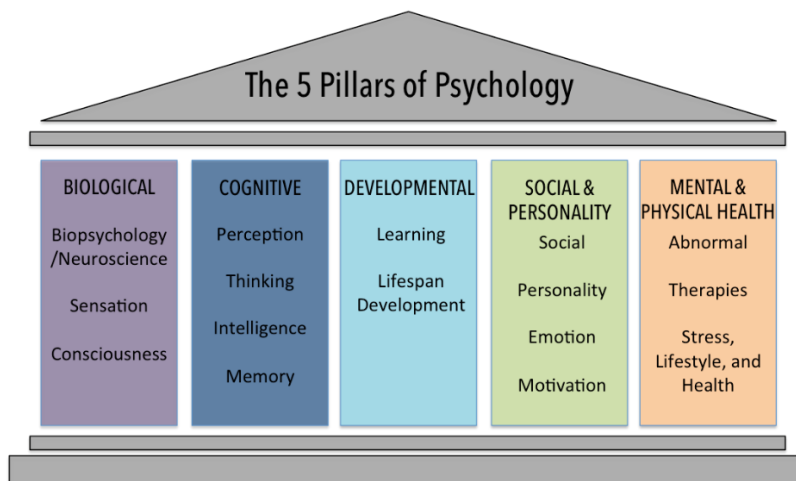 The 5 Pillars of Psychology
BIOLOGICAL
Biopsychology
/Neuroscience
Sensation
Consciousness
COGNITIVE
Perception
Thinking
Intelligence
Memory
DEVELOPMENTAL
Learning
Lifespan
Development
SOCIAL &
PERSONALITY
Social
Personality
Emotion
Motivation
MENTAL &
PHYSICAL HEALTH
Abnormal
Therapies
Stress,
Lifestyle, and
Health